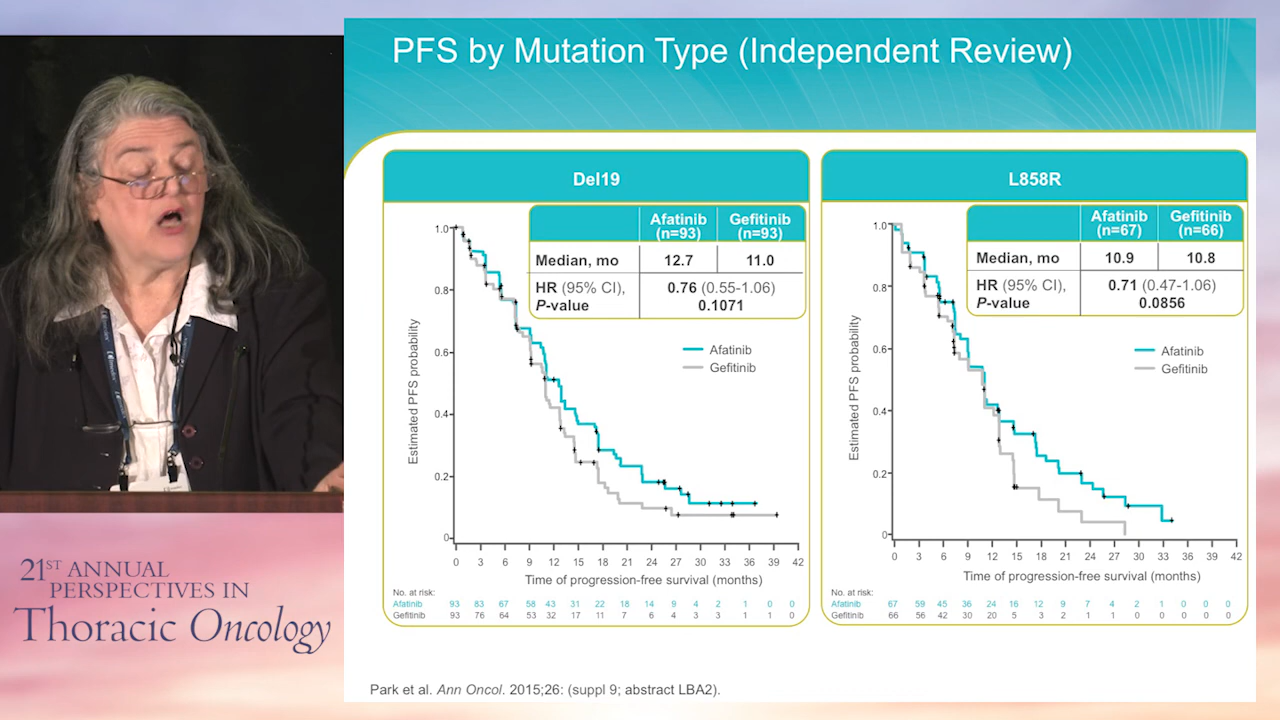 PFS by Mutation Type (Independent Review)
Del19
Afatinib Gefitinib
(n=93) (n=93)
Median, mo 12.7 11.0
HR (95% CI), 0.76 (0.55-1.06)
P-value 0.1071
Afatinib
Gefitinib
Estimated PFS probability
1.0
0.8
0.6
0.4
0.2
0
0 3 6 9 12 15 18 21 24 27 30 33 36 39 42
Time of progression-free survival (months)
No. at risk:
Afatinib 93 83 67 58 43 31 22 18 14 9 4 2 1 0 0
Gefitinib 93 76 64 53 32 17 11 7 6 4 3 3 1 1 0
L858R
Afatinib Gefitinib
(n=67) (n=66)
Median, mo 10.9 10.8
HR (95% CI), 0.71 (0.47-1.06)
P-value 0.0856
Afatinib
Gefitinib
Estimated PFS probability
1.0
0.8
0.6
0.4
0.2
0
0 3 6 9 12 15 18 21 24 27 30 33 36 39 42
Time of progression-free survival (months)
No. at risk:
Afatinib 67 59 45 36 24 16 12 9 7 4 2 1 0 0 0
Gefitinib 66 56 42 30 20 5 3 2 1 1 0 0 0 0 0
Park et al. Ann Oncol. 2015;26: (suppl 9; abstract LBA2).
21ST ANNUAL
PERSPECTIVES IN
Thoracic Oncology